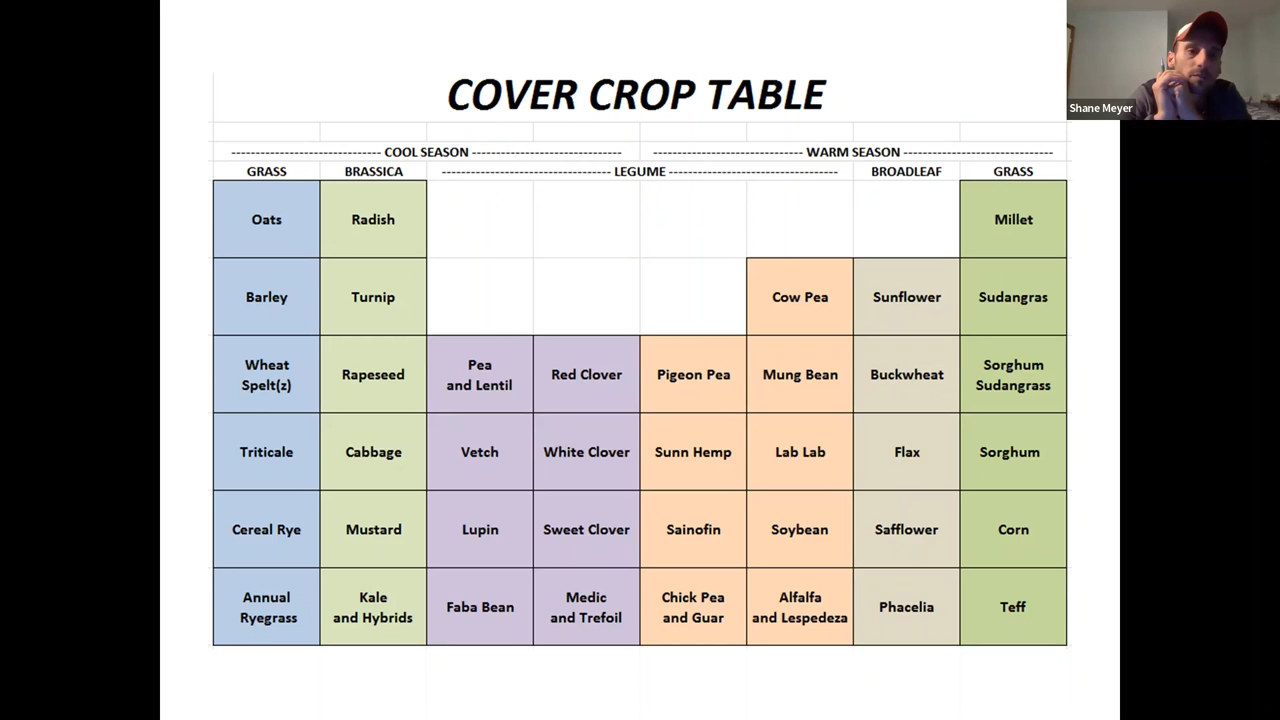 Shane Meyer
COVER CROP TABLE
-------------------------------- COOL SEASON --------------------------------
-------------------------------- WARM SEASON --------------------------------
GRASS BRASSICA ------------------------------------ LEGUME ------------------------------------ BROADLEAF GRASS
Oats Radish Millet
Barley Turnip Cow Pea Sunflower Sudangras
Wheat
Spelt(z)
Rapeseed
Pea
and Lentil
Red Clover
Pigeon Pea
Mung Bean
Buckwheat
Sorghum
Sudangrass
Triticale Cabbage Vetch White Clover Sunn Hemp Lab Lab Flax Sorghum
Cereal Rye Mustard Lupin Sweet Clover Sainofin Soybean Safflower Corn
Annual
Ryegrass
Kale
and Hybrids
Faba Bean
Medic
and Trefoil
Chick Pea
and Guar
Alfalfa
and Lespedeza
Phacelia
Teff